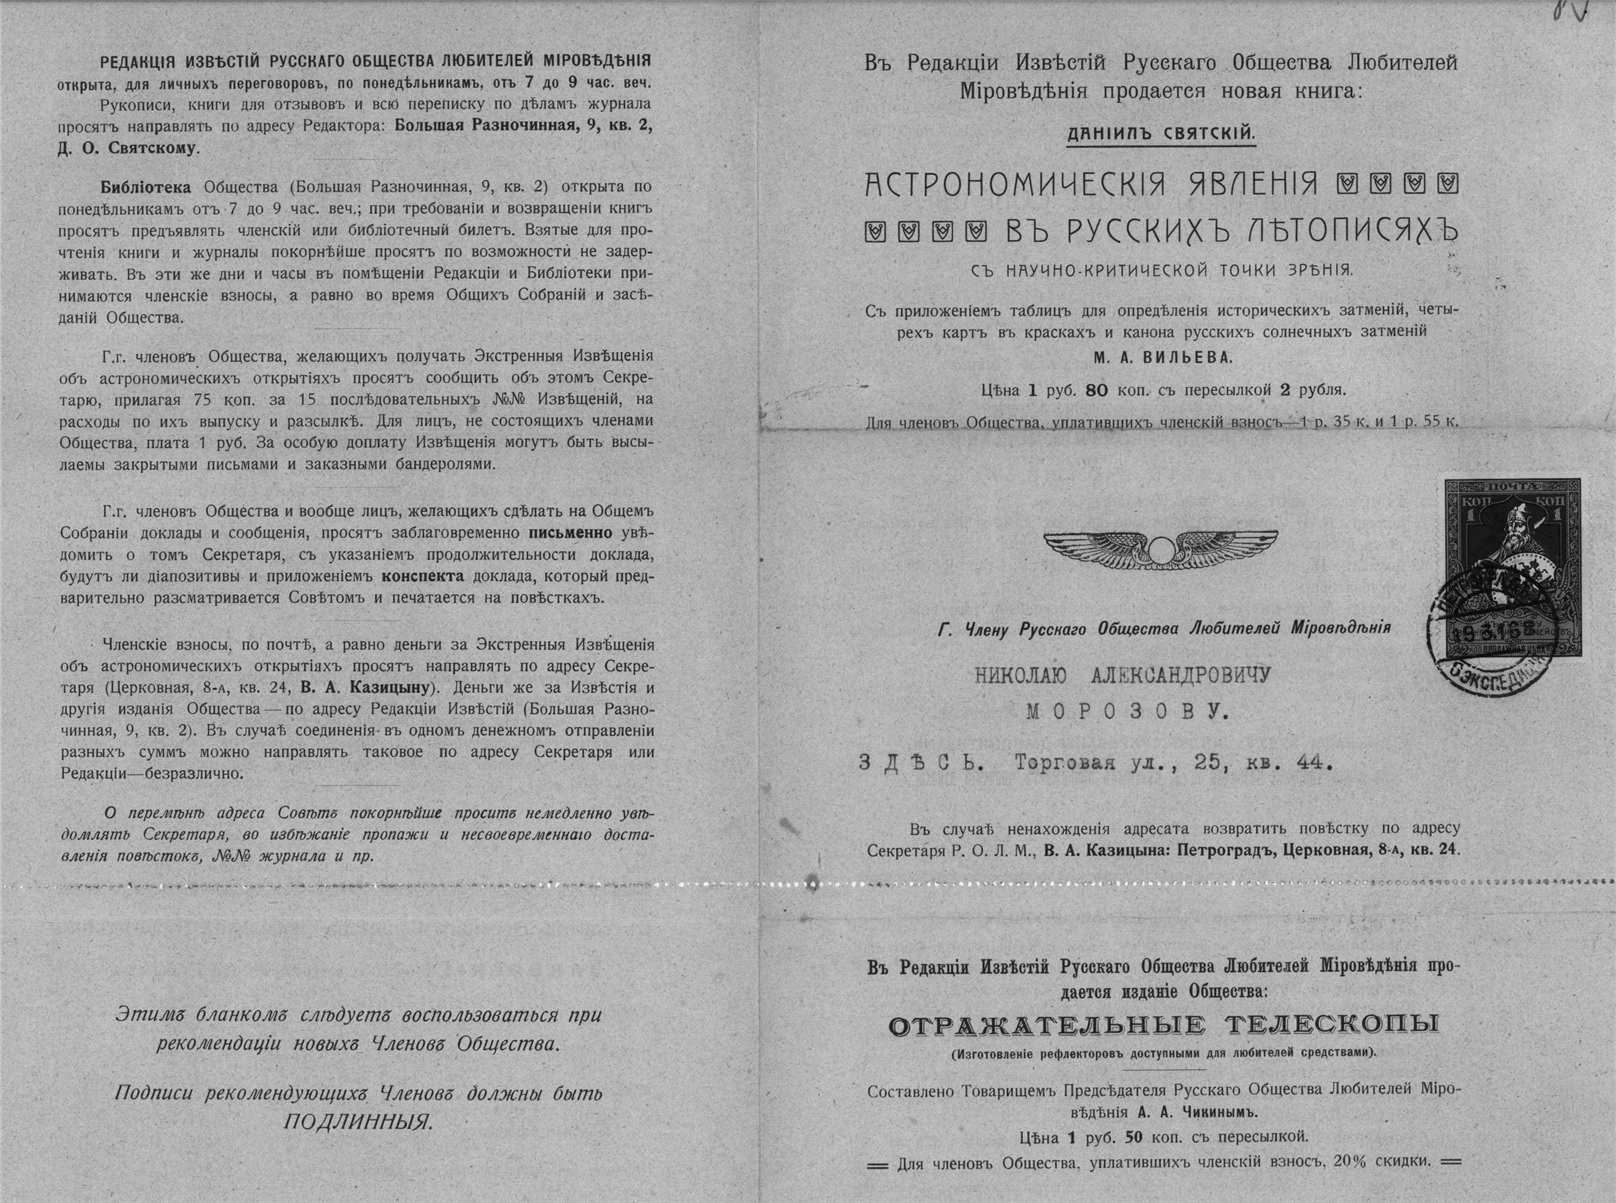 РЕДАКЦІЯ ИЗВѢСТІЙ РУССКАГО ОБЩЕСТВА ЛЮБИТЕЛЕЙ МІРОВѢДѢНІЯ
открыта, для личныхъ переговоровъ, по понедѣльникамъ, отъ 7 до 9 час. веч.
Рукописи, книги для отзывовъ и всю переписку по дѣламъ журнала
просятъ направлять по адресу Редактора: Большая Разночинная, 9, кв. 2,
Д. О. Святскому.
Библіотека Общества (Большая Разночинная, 9, кв. 2) открыта по
понедѣльникамъ отъ 7 до 9 час. веч.; при требованіи и возвращеніи книгъ
просятъ предъявлять членскій или библіотечный билетъ. Взятые для про-
чтенія книги и журналы покорнѣйше просятъ по возможности не задер-
живать. Въ эти же дни и часы въ помѣщеніи Редакціи и Библіотеки при-
нимаются членскіе взносы, а равно во время Общихъ Собраній и засѣ-
даній Общества.
Г.г. членовъ Общества, желающихъ получать Экстренныя Извѣщенія
объ астрономическихъ открытіяхъ просятъ сообщить объ этомъ Секре-
тарю, прилагая 75 коп. за 15 послѣдовательныхъ №№ Извѣщеній, на
расходы по ихъ выпуску и разсылкѣ. Для лицъ, не состоящихъ членами
Общества, плата 1 руб. За особую доплату Извѣщенія могутъ быть высы-
лаемы закрытыми письмами и заказными бандеролями.
Г.г. членовъ Общества и вообще лицъ, желающихъ сдѣлать на Общемъ
Собраніи доклады и сообщенія, просятъ заблаговременно письменно увѣ-
домить о томъ Секретаря, съ указаніемъ продолжительности доклада,
будутъ ли діапозитивы и приложеніемъ конспекта доклада, который пред-
варительно разсматривается Совѣтомъ и печатается на повѣсткахъ.
Членскіе взносы, по почтѣ, а равно деньги за Экстренныя Извѣщенія
объ астрономическихъ открытіяхъ просятъ направлять по адресу Секре-
таря (Церковная, 8-А, кв. 24, В. А. Казицыну). Деньги же за Извѣстія и
другія изданія Общества — по адресу Редакціи Извѣстій (Большая Разно-
чинная, 9, кв. 2). Въ случаѣ соединенія въ одномъ денежномъ отправленіи
разныхъ суммъ можно направлять таковое по адресу Секретаря или
Редакціи—безразлично.
О перемѣнѣ адреса Совѣтъ покорнѣйше проситъ немедленно увѣ-
домлять Секретаря, во избѣжаніе пропажи и несвоевременнаго доста-
вленія повѣстокъ, №№ журнала и пр.
Этимъ бланкомъ слѣдуетъ воспользоваться при
рекомендаціи новыхъ Членовъ Общества.
Подписи рекомендующихъ Членовъ должны быть
ПОДЛИННЫЯ.
Въ Редакціи Извѣстій Русскаго Общества Любителей
Міровѣдѣнія продается новая книга:
ДАНІИЛЪ СВЯТСКІЙ.
АСТРОНОМИЧЕСКІЯ ЯВЛЕНІЯ
ВЪ РУССКИХЪ ЛѢТОПИСЯХЪ
СЪ НАУЧНО-КРИТИЧЕСКОЙ ТОЧКИ ЗРѢНІЯ.
Съ приложеніемъ таблицъ для опредѣленія историческихъ затменій, четы-
рехъ картъ въ краскахъ и канона русскихъ солнечныхъ затменій
М. А. ВИЛЬЕВА.
Цѣна 1 руб. 80 коп. съ пересылкой 2 рубля.
Для членовъ Общества, уплатившихъ членскій взносъ—1 р. 35 к. и 1 р. 55 к.
ПОЧТА
КОП КОП
1 1
19 3 16
Г. Члену Русскаго Общества Любителей Міровѣдѣнія
НИКОЛАЮ АЛЕКСАНДРОВИЧУ
МОРОЗОВУ.
ЗДѢСЬ. Торговая ул., 25, кв. 44.
Въ случаѣ ненахожденія адресата возвратить повѣстку по адресу
Секретаря Р. О. Л. М., В. А. Казицына: Петроградъ, Церковная, 8-А, кв. 24.
Въ Редакціи Извѣстій Русскаго Общества Любителей Міровѣдѣнія про-
дается изданіе Общества:
ОТРАЖАТЕЛЬНЫЕ ТЕЛЕСКОПЫ
(Изготовленіе рефлекторовъ доступными для любителей средствами).
Составлено Товарищемъ Предсѣдателя Русскаго Общества Любителей Міро-
вѣдѣнія А. А. Чикинымъ.
Цѣна 1 руб. 50 коп. съ пересылкой.
Для членовъ Общества, уплатившихъ членскій взносъ, 20% скидки.